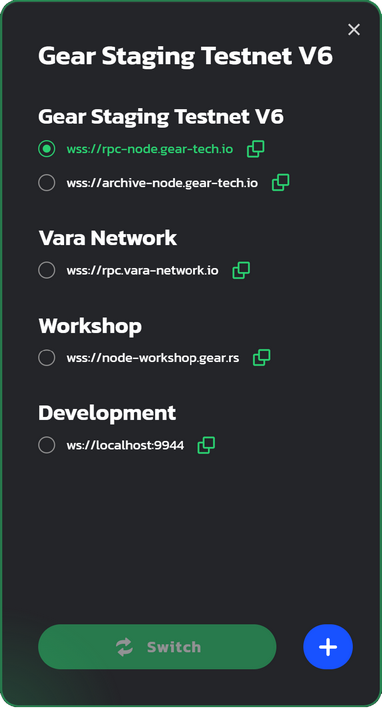 Gear Staging Testnet V6
Gear Staging Testnet V6
wss://rpc-node.gear-tech.io
wss://archive-node.gear-tech.io
Vara Network
wss://rpc.vara-network.io
Workshop
wss://node-workshop.gear.rs
Development
ws://localhost:9944
Switch